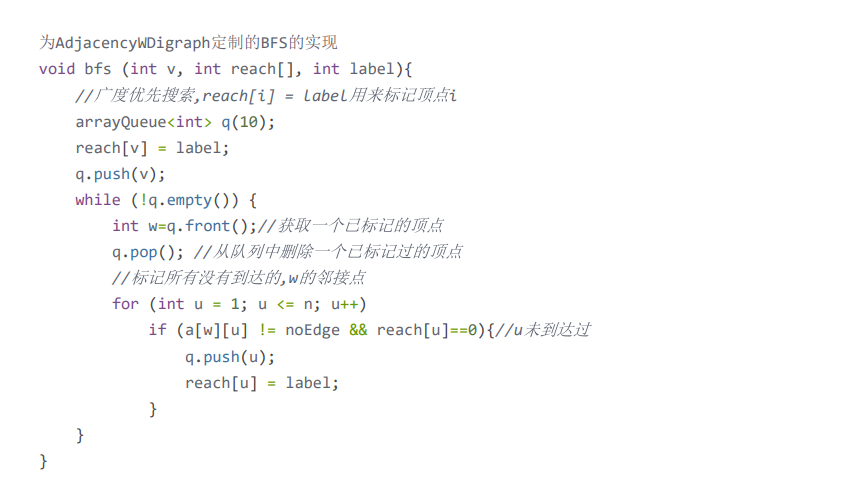 为AdjacencyWDigraph定制的BFS的实现
void bfs (int v, int reach[], int label){
    //广度优先搜索,reach[i] = label用来标记顶点i
    arrayQueue<int> q(10);
    reach[v] = label;
    q.push(v);
    while (!q.empty()) {
        int w=q.front();//获取一个已标记的顶点
        q.pop(); //从队列中删除一个已标记过的顶点
        //标记所有没有到达的,w的邻接点
        for (int u = 1; u <= n; u++)
            if (a[w][u] != noEdge && reach[u]==0){//u未到达过
                q.push(u);
                reach[u] = label;
            }
    }
}